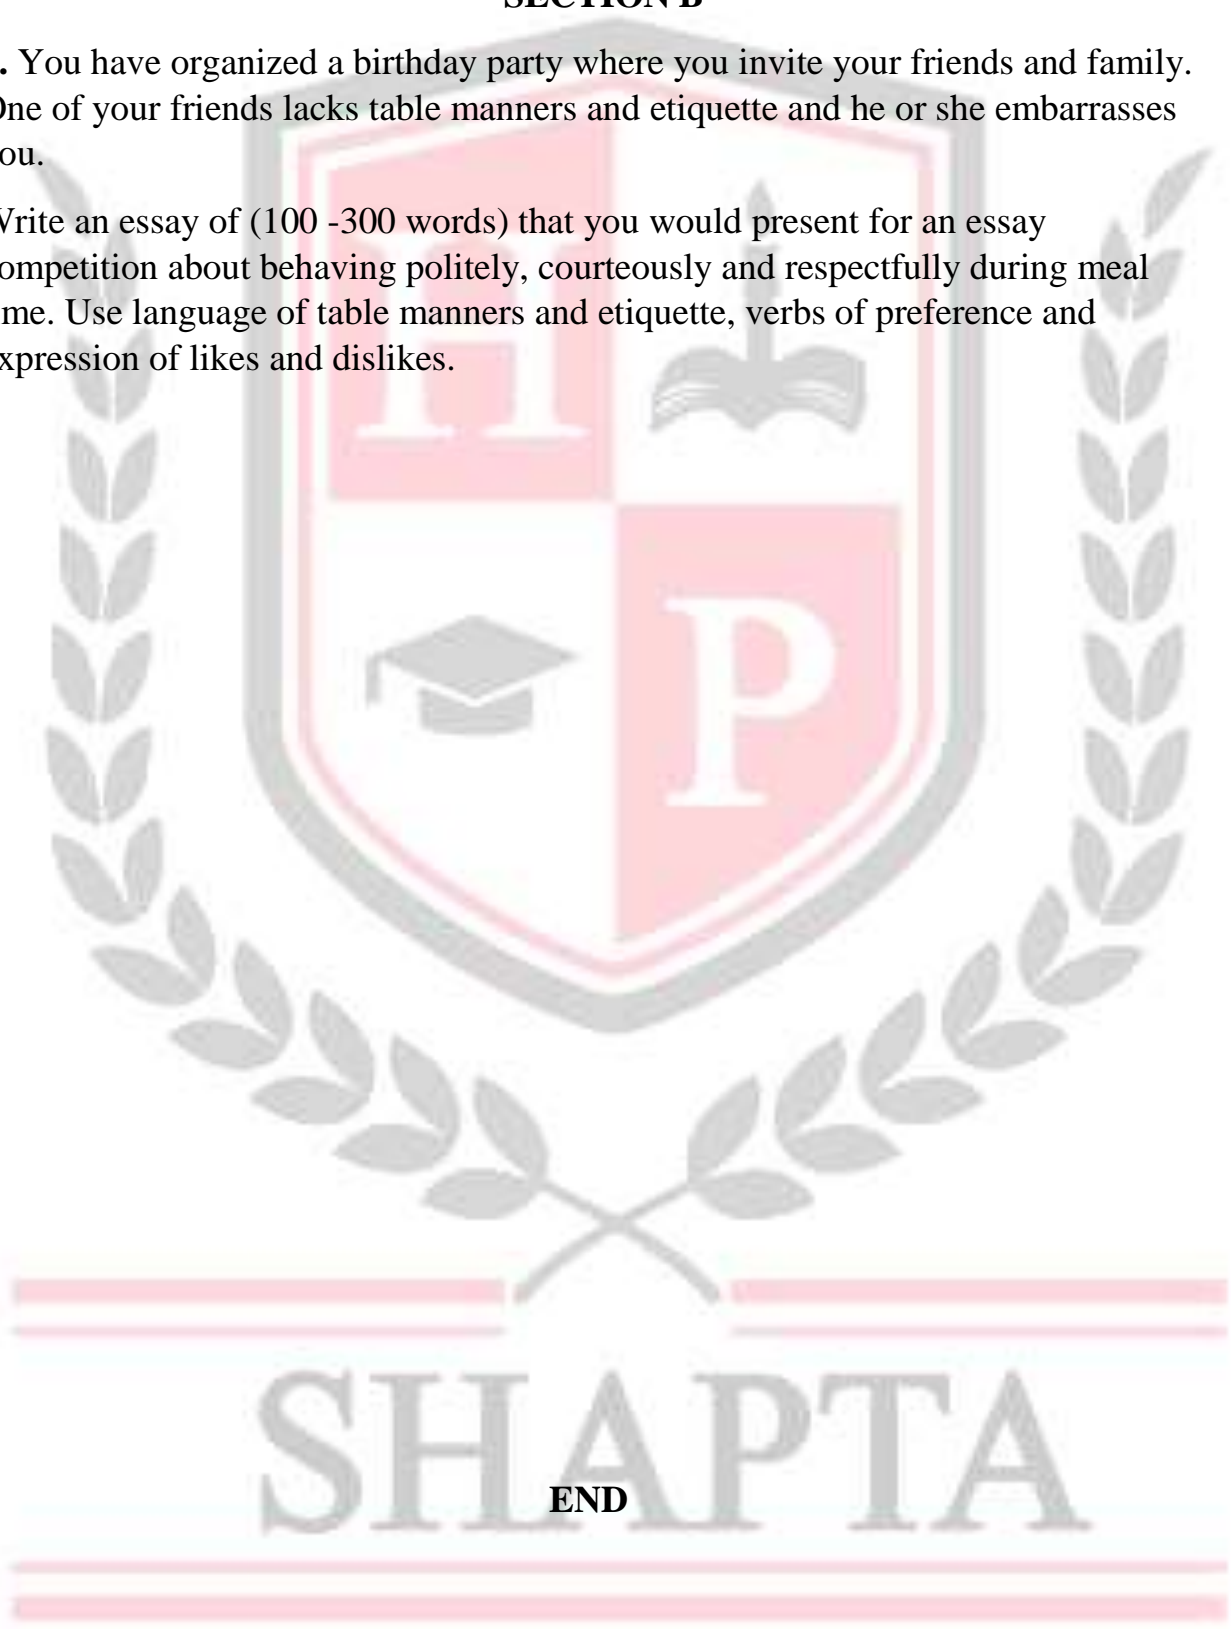 SECTION B
. You have organized a birthday party where you invite your friends and family.
One of your friends lacks table manners and etiquette and he or she embarrasses
ou.
Write an essay of (100 -300 words) that you would present for an essay
ompetition about behaving politely, courteously and respectfully during meal
me. Use language of table manners and etiquette, verbs of preference and
xpression of likes and dislikes.
H
P
SHAPTA
END